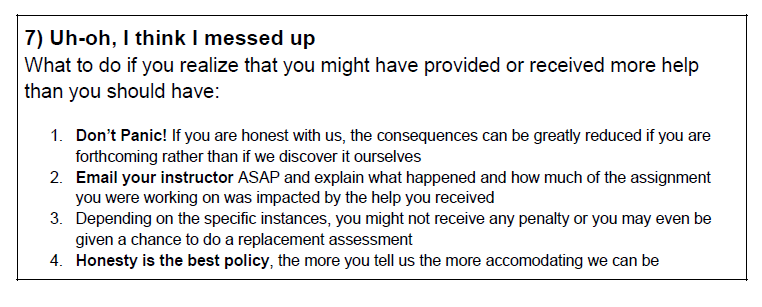 7) Uh-oh, I think I messed up
What to do if you realize that you might have provided or received more help
than you should have:
1. Don’t Panic! If you are honest with us, the consequences can be greatly reduced if you are
forthcoming rather than if we discover it ourselves
2. Email your instructor ASAP and explain what happened and how much of the assignment
you were working on was impacted by the help you received
3. Depending on the specific instances, you might not receive any penalty or you may even be
given a chance to do a replacement assessment
4. Honesty is the best policy, the more you tell us the more accomodating we can be